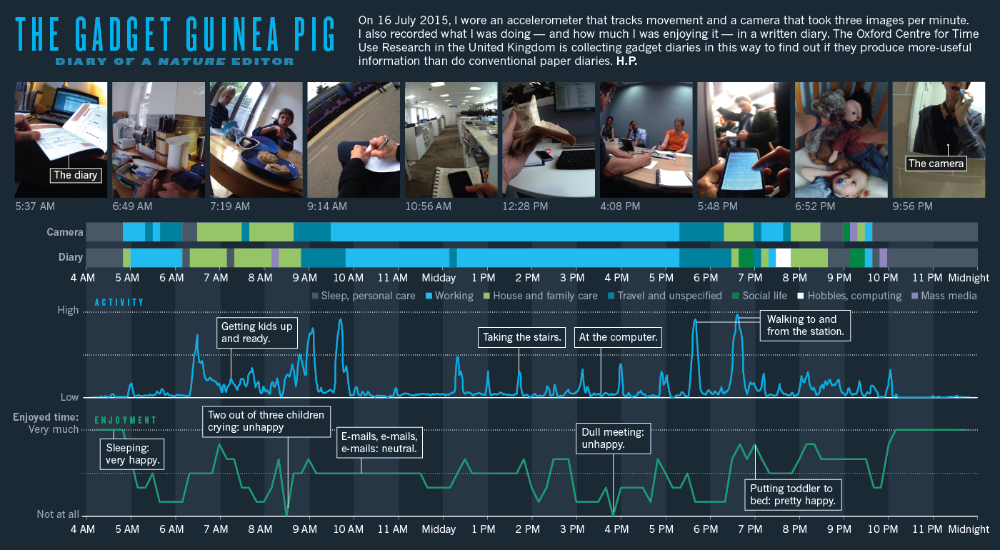 THE GADGET GUINEA PIG
DIARY OF A NATURE EDITOR
On 16 July 2015, I wore an accelerometer that tracks movement and a camera that took three images per minute.
I also recorded what I was doing — and how much I was enjoying it — in a written diary. The Oxford Centre for Time
Use Research in the United Kingdom is collecting gadget diaries in this way to find out if they produce more-useful
information than do conventional paper diaries. H.P.
The diary
The camera
5:37 AM
6:49 AM
7:19 AM
9:14 AM
10:56 AM
12:28 PM
4:08 PM
5:48 PM
6:52 PM
9:56 PM
Camera
Diary
4 AM
5 AM
6 AM
7 AM
8 AM
9 AM
10 AM
11 AM
Midday
1 PM
2 PM
3 PM
4 PM
5 PM
6 PM
7 PM
8 PM
9 PM
10 PM
11 PM
Midnight
Sleep, personal care
Working
House and family care
Travel and unspecified
Social life
Hobbies, computing
Mass media
ACTIVITY
High
Low
Getting kids up
and ready.
Taking the stairs.
At the computer.
Walking to and
from the station.
Enjoyed time:
Very much
Not at all
ENJOYMENT
Sleeping:
very happy.
Two out of three children
crying: unhappy
E-mails, e-mails,
e-mails: neutral.
Dull meeting:
unhappy.
Putting toddler to
bed: pretty happy.
4 AM
5 AM
6 AM
7 AM
8 AM
9 AM
10 AM
11 AM
Midday
1 PM
2 PM
3 PM
4 PM
5 PM
6 PM
7 PM
8 PM
9 PM
10 PM
11 PM
Midnight